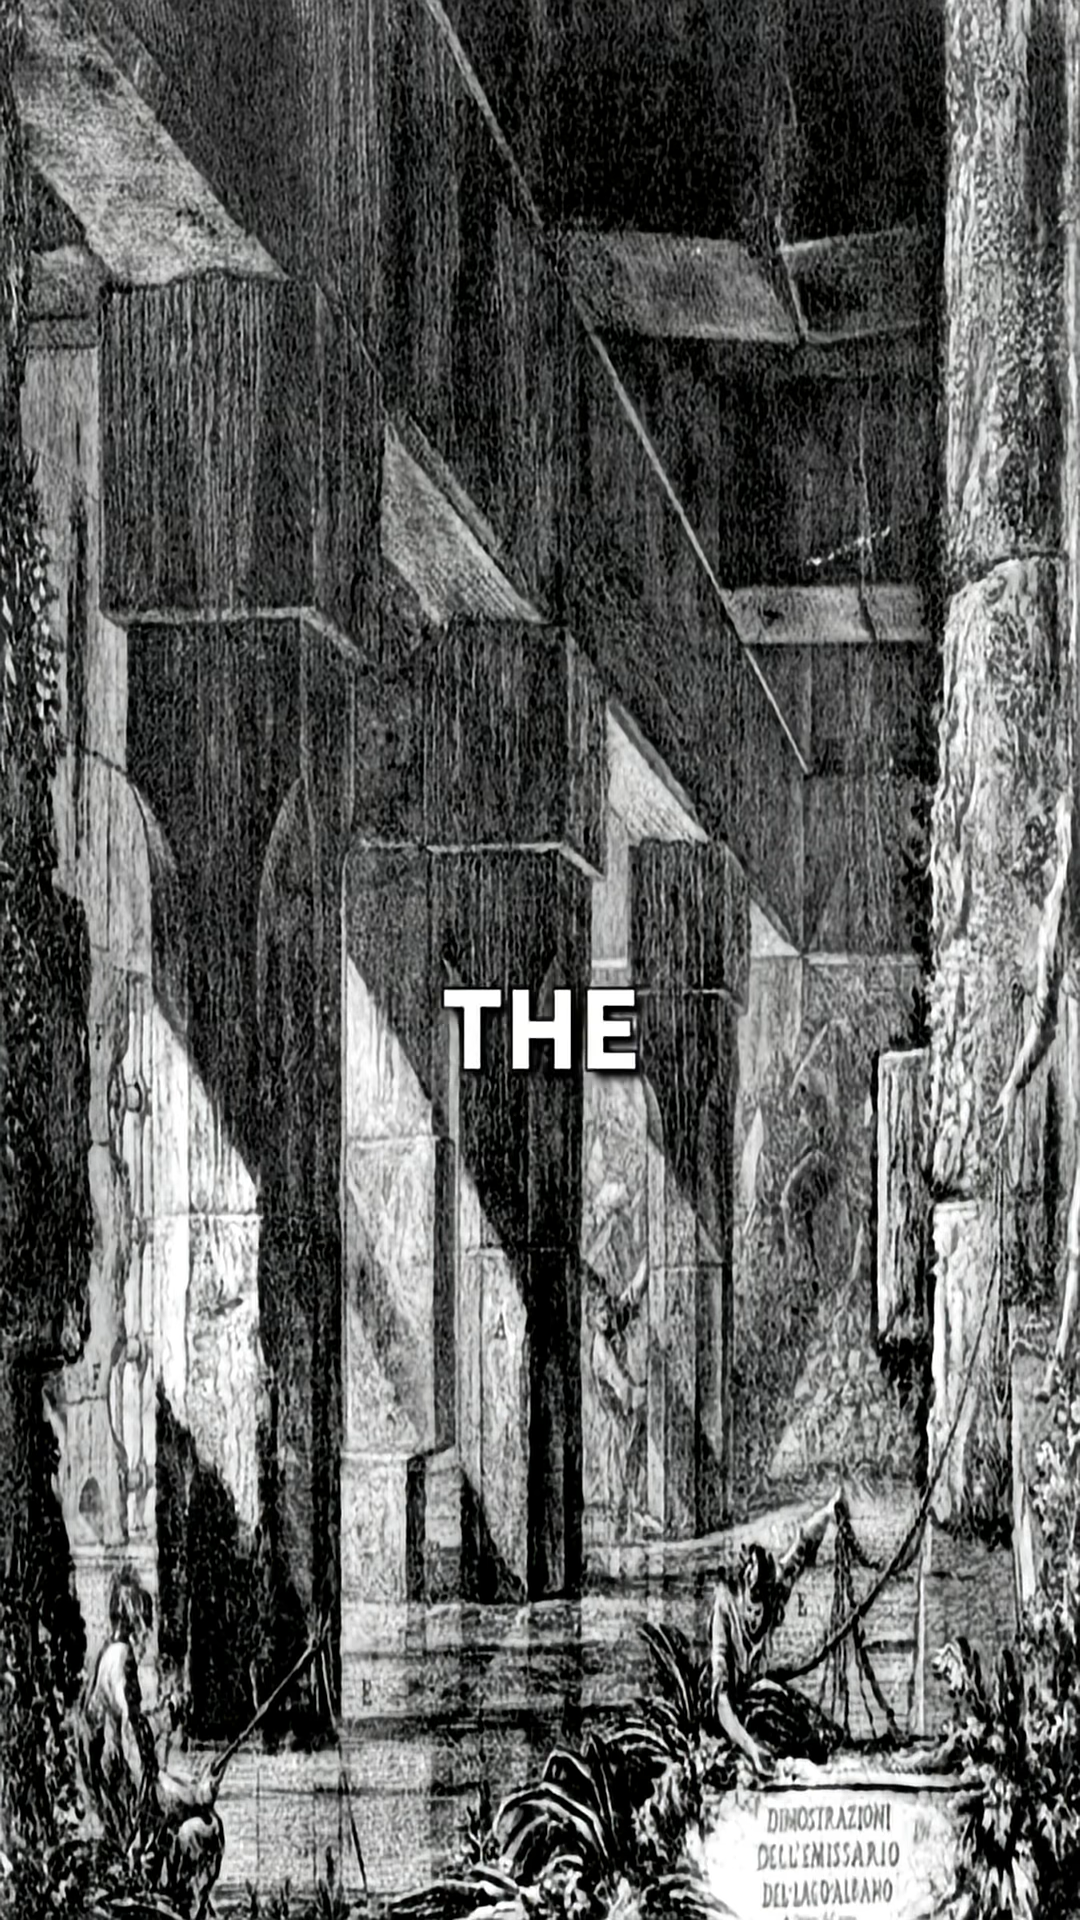 THE
A
E
E
DIMOSTRAZIONI
DELL'EMISSARIO
DEL·LAGO·ALBANO